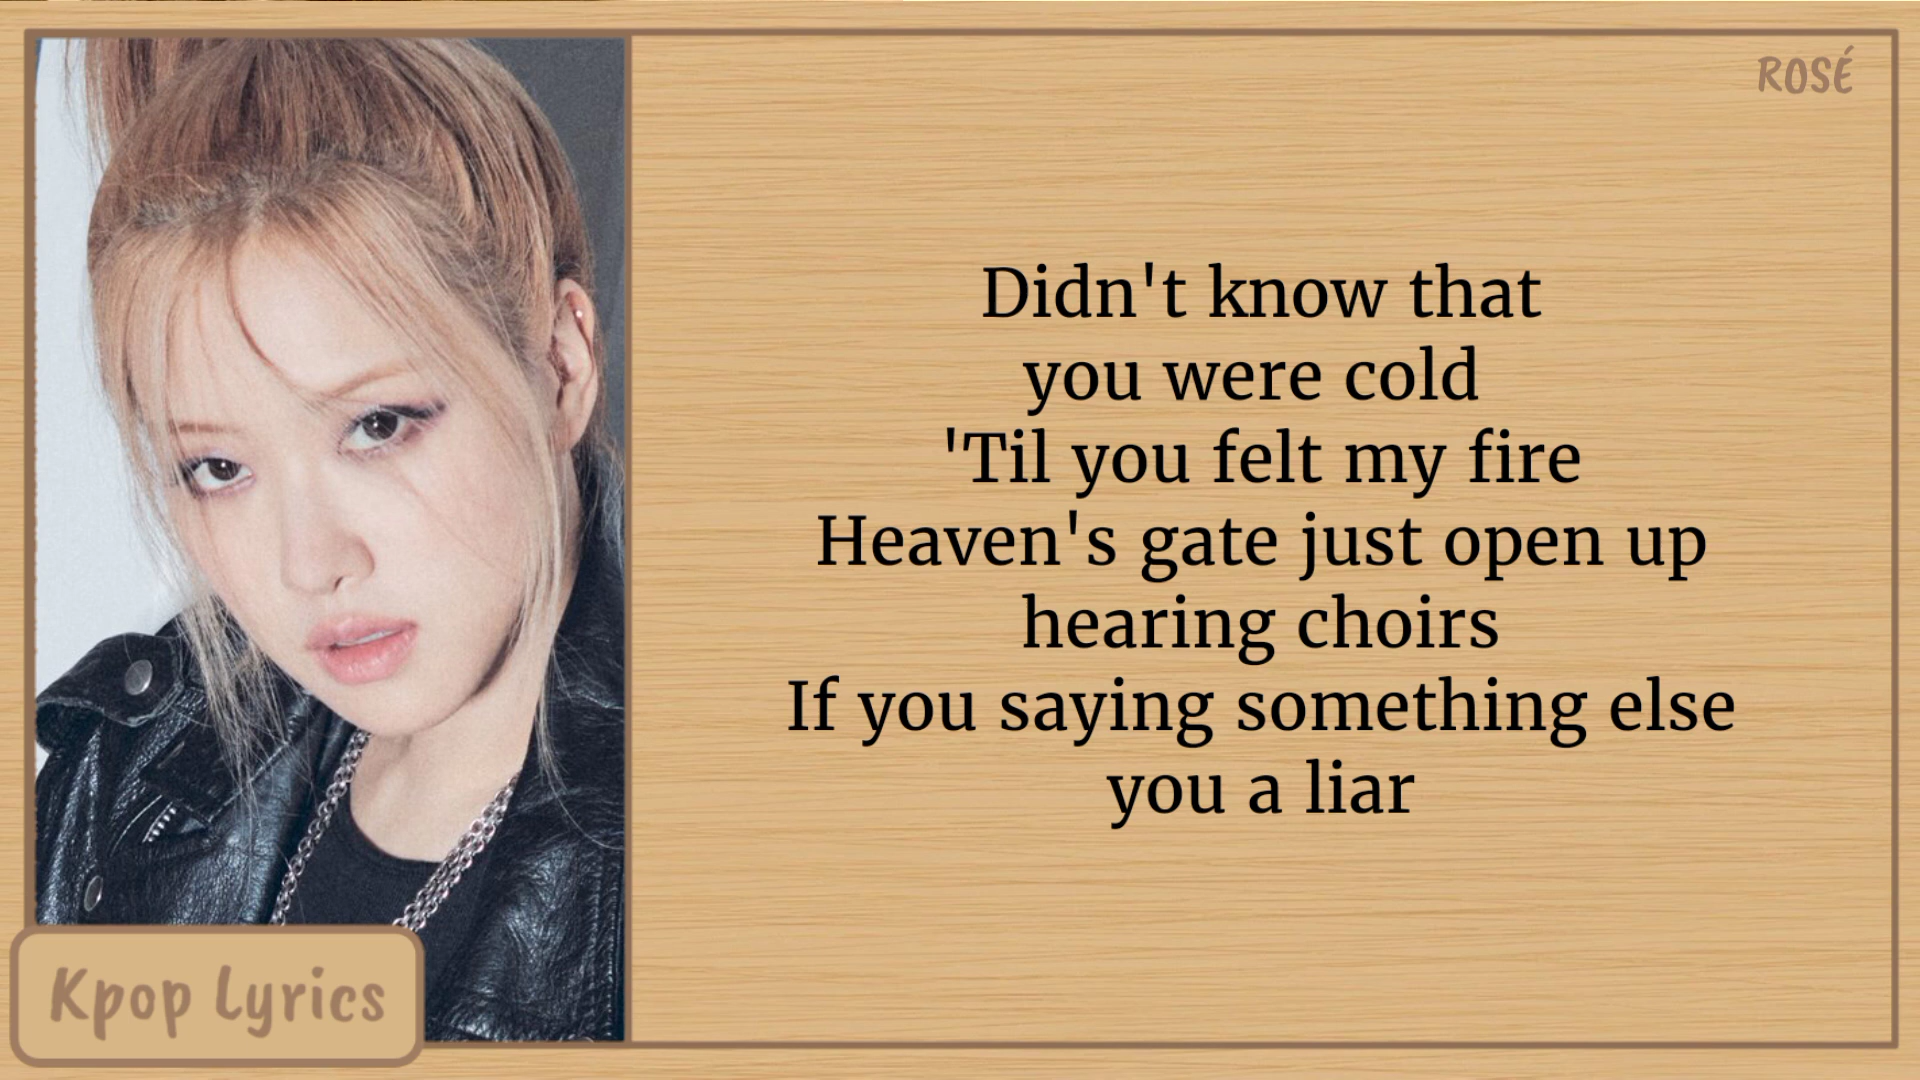 ROSÉ
Didn't know that
you were cold
'Til you felt my fire
Heaven's gate just open up
hearing choirs
If you saying something else
you a liar
Kpop Lyrics